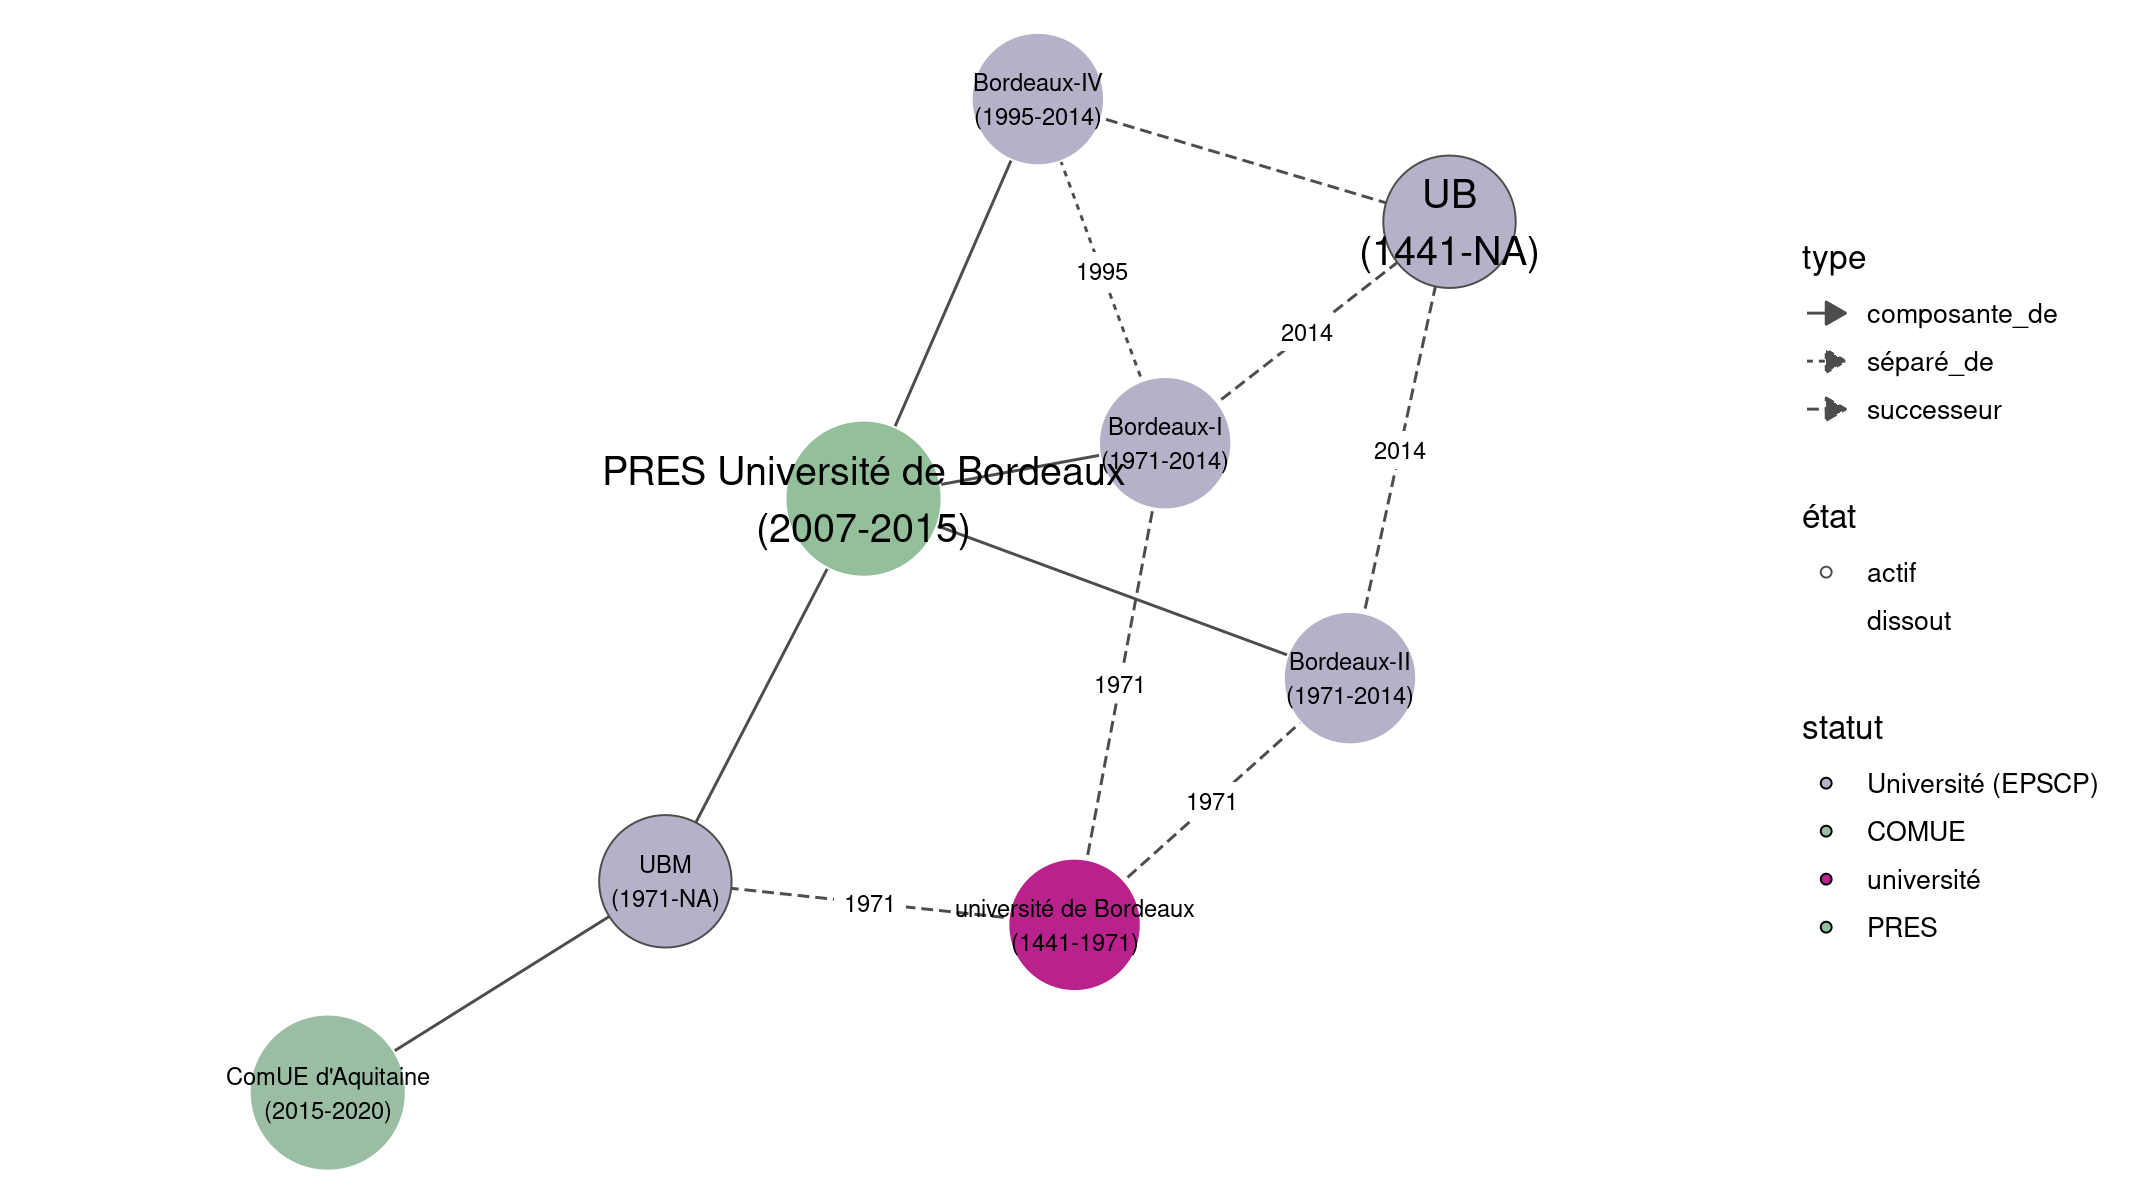 Bordeaux-IV
(1995-2014)
UB
(1441-NA)
1995
2014
Bordeaux-I
(1971-2014)
2014
PRES Université de Bordeaux
(2007-2015)
Bordeaux-II
(1971-2014)
1971
1971
UBM
(1971-NA)
1971
université de Bordeaux
(1441-1971)
ComUE d'Aquitaine
(2015-2020)
type
composante_de
séparé_de
successeur
état
actif
dissout
statut
Université (EPSCP)
COMUE
université
PRES